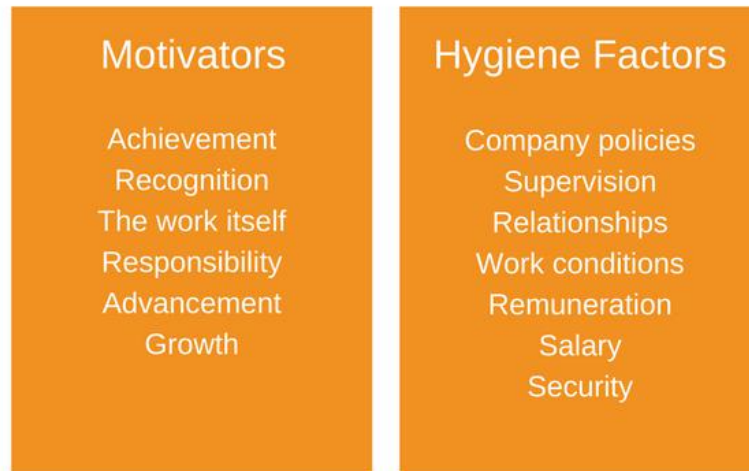 Motivators
Achievement
Recognition
The work itself
Responsibility
Advancement
Growth
Hygiene Factors
Company policies
Supervision
Relationships
Work conditions
Remuneration
Salary
Security